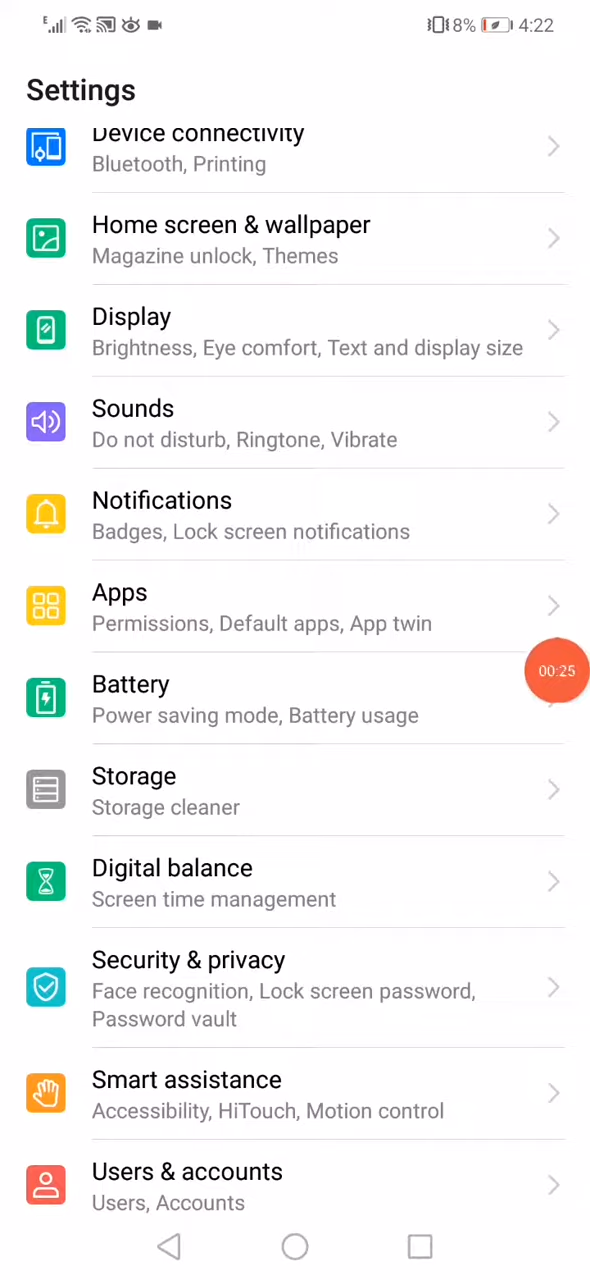 E
8% 4:22
Settings
Device connectivity
Bluetooth, Printing
Home screen & wallpaper
Magazine unlock, Themes
Display
Brightness, Eye comfort, Text and display size
Sounds
Do not disturb, Ringtone, Vibrate
Notifications
Badges, Lock screen notifications
Apps
Permissions, Default apps, App twin
00:25
Battery
Power saving mode, Battery usage
Storage
Storage cleaner
Digital balance
Screen time management
Security & privacy
Face recognition, Lock screen password,
Password vault
Smart assistance
Accessibility, HiTouch, Motion control
Users & accounts
Users, Accounts